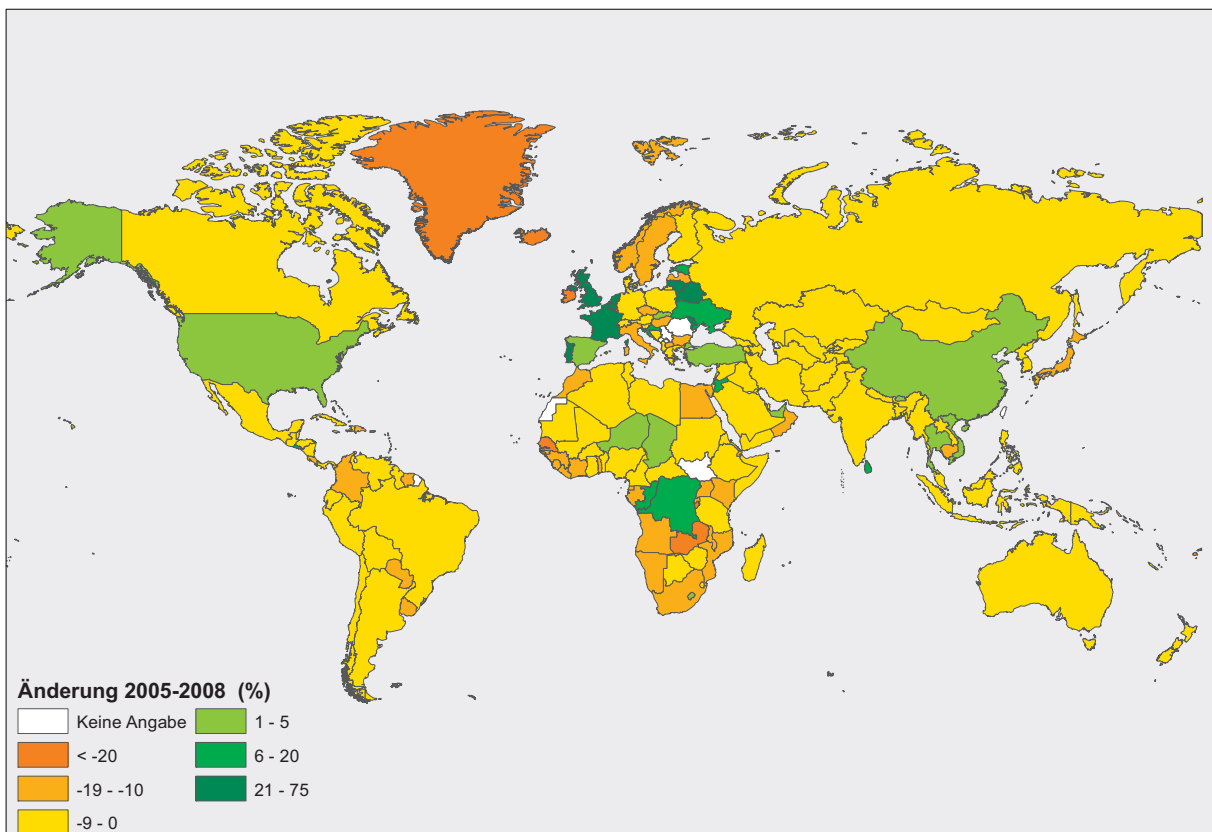 Änderung 2005-2008 (%)
Keine Angabe
< -20
-19 - -10
-9 - 0
1 - 5
6 - 20
21 - 75